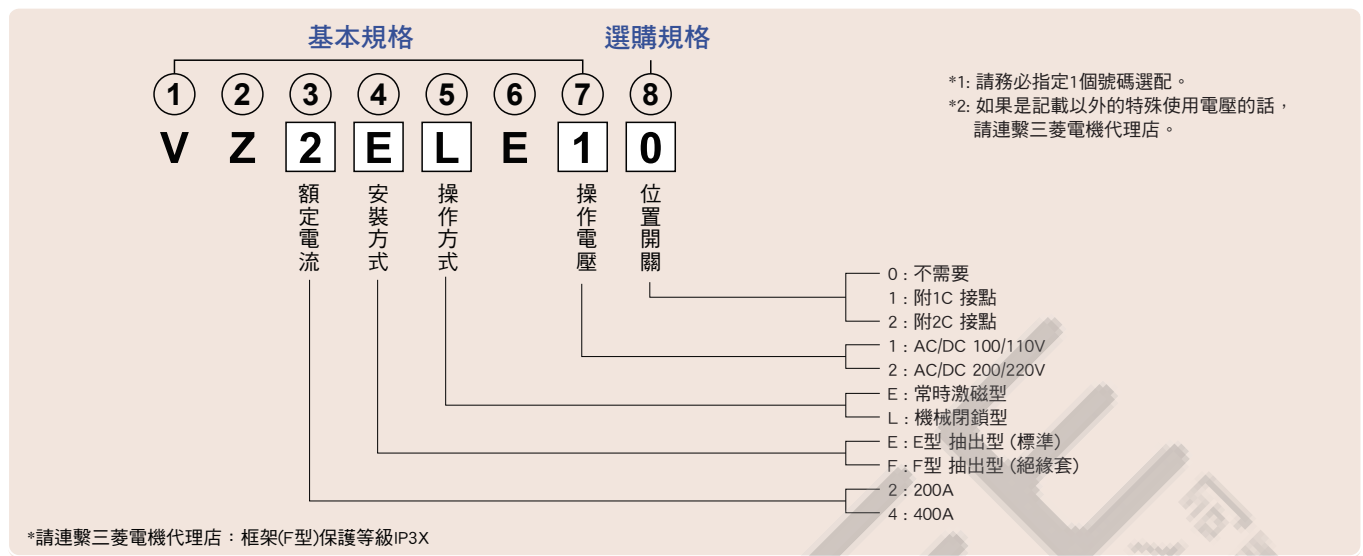 基本規格 選購規格
① ② ③ ④ ⑤ ⑥ ⑦ ⑧
V Z 2 E L E 1 0
額定電流
安裝方式
操作方式
操作電壓
位置開關
*1: 請務必指定1個號碼選配。
*2: 如果是記載以外的特殊使用電壓的話，
請連繫三菱電機代理店。
0 : 不需要
1 : 附1C 接點
2 : 附2C 接點
1 : AC/DC 100/110V
2 : AC/DC 200/220V
E : 常時激磁型
L : 機械閉鎖型
E : E型 抽出型 (標準)
F : F型 抽出型 (絕緣套)
2 : 200A
4 : 400A
*請連繫三菱電機代理店：框架(F型)保護等級IP3X